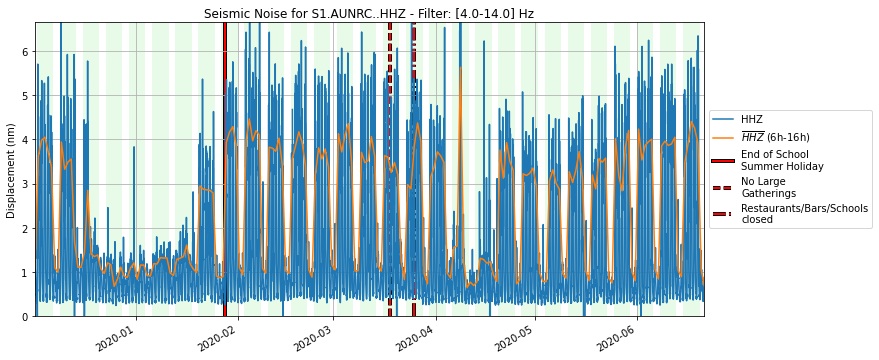 Seismic Noise for S1.AUNRC..HHZ - Filter: [4.0-14.0] Hz
Displacement (nm)
6
5
4
3
2
1
0
2020-01
2020-02
2020-03
2020-04
2020-05
2020-06
HHZ
HHZ (6h-16h)
End of School
Summer Holiday
No Large
Gatherings
Restaurants/Bars/Schools
closed